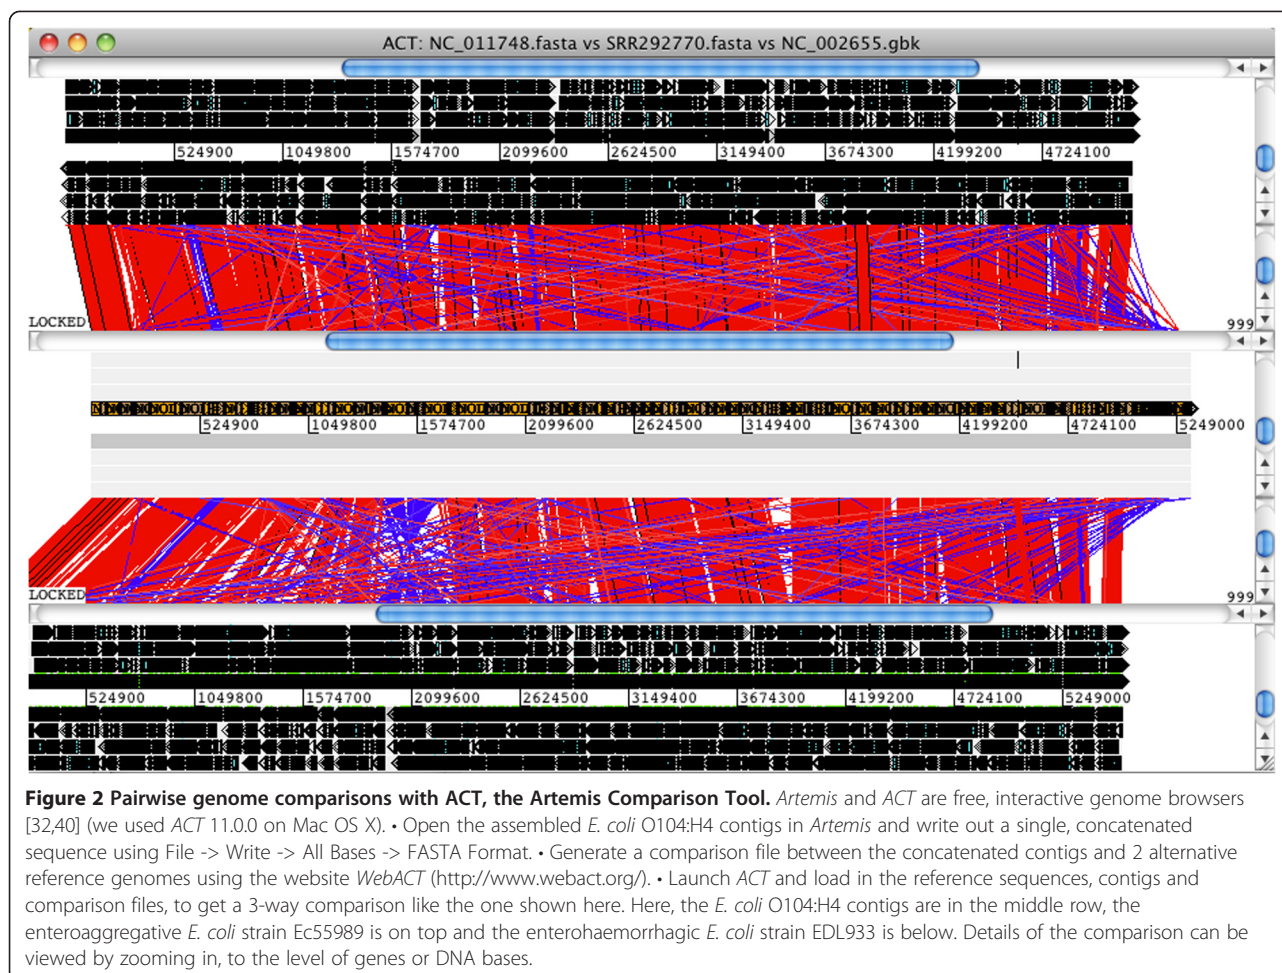 ACT: NC_011748.fasta vs SRR292770.fasta vs NC_002655.gbk
524900 1049800 1574700 2099600 2624500 3149400 3674300 4199200 4724100
LOCKED 999
524900 1049800 1574700 2099600 2624500 3149400 3674300 4199200 4724100 5249000
LOCKED 999
524900 1049800 1574700 2099600 2624500 3149400 3674300 4199200 4724100 5249000
Figure 2 Pairwise genome comparisons with ACT, the Artemis Comparison Tool. Artemis and ACT are free, interactive genome browsers
[32,40] (we used ACT 11.0.0 on Mac OS X). • Open the assembled E. coli O104:H4 contigs in Artemis and write out a single, concatenated
sequence using File -> Write -> All Bases -> FASTA Format. • Generate a comparison file between the concatenated contigs and 2 alternative
reference genomes using the website WebACT (http://www.webact.org/). • Launch ACT and load in the reference sequences, contigs and
comparison files, to get a 3-way comparison like the one shown here. Here, the E. coli O104:H4 contigs are in the middle row, the
enteroaggregative E. coli strain Ec55989 is on top and the enterohaemorrhagic E. coli strain EDL933 is below. Details of the comparison can be
viewed by zooming in, to the level of genes or DNA bases.